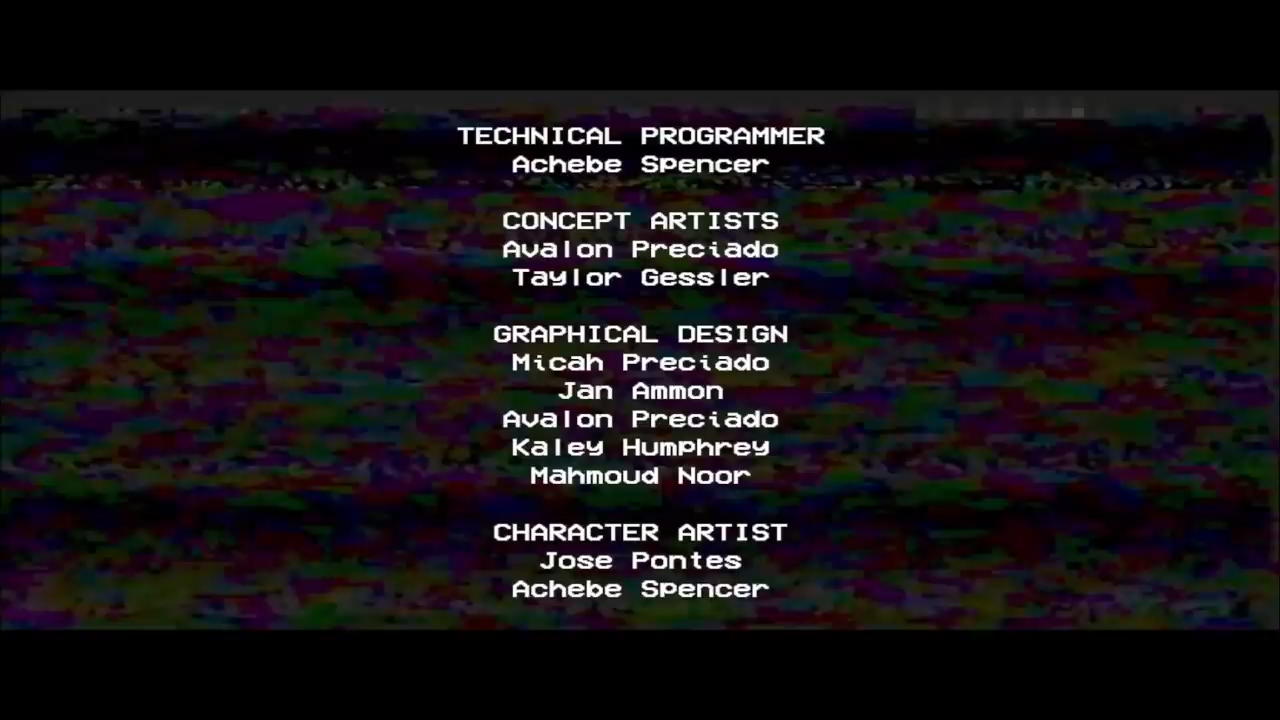 TECHNICAL PROGRAMMER
Achebe Spencer
CONCEPT ARTISTS
Avalon Preciado
Taylor Gessler
GRAPHICAL DESIGN
Micah Preciado
Jan Ammon
Avalon Preciado
Kaley Humphrey
Mahmoud Noor
CHARACTER ARTIST
Jose Pontes
Achebe Spencer